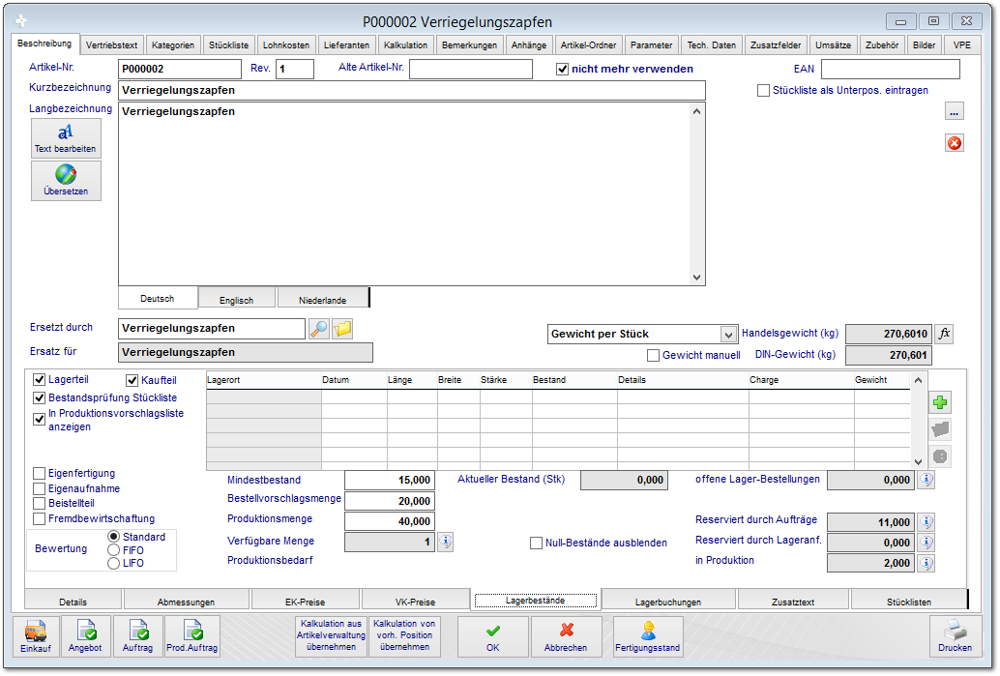 P000002 Verriegelungszapfen
Beschreibung Vertriebstext Kategorien Stückliste Lohnkosten Lieferanten Kalkulation Bemerkungen Anhänge Artikel-Ordner Parameter Tech. Daten Zusatzfelder Umsätze Zubehör Bilder VPE
Artikel-Nr. P000002 Rev. 1 Alte Artikel-Nr. nicht mehr verwenden EAN
Kurzbezeichnung Verriegelungszapfen Stückliste als Unterpos. eintragen
Langbezeichnung Verriegelungszapfen ...
Text bearbeiten
Übersetzen
Deutsch Englisch Niederlande
Ersetzt durch Verriegelungszapfen Gewicht per Stück Handelsgewicht (kg) 270,6010 fx
Ersatz für Verriegelungszapfen Gewicht manuell DIN-Gewicht (kg) 270,601
Lagerteil Kaufteil Lagerort Datum Länge Breite Stärke Bestand Details Charge Gewicht
Bestandsprüfung Stückliste
In Produktionsvorschlagsliste
anzeigen
Eigenfertigung Mindestbestand 15,000 Aktueller Bestand (Stk) 0,000 offene Lager-Bestellungen 0,000
Eigenaufnahme
Beistellteil Bestellvorschlagsmenge 20,000
Fremdbewirtschaftung Produktionsmenge 40,000 Reserviert durch Aufträge 11,000
Bewertung Standard Verfügbare Menge 1 Null-Bestände ausblenden Reserviert durch Lageranf. 0,000
FIFO
LIFO Produktionsbedarf in Produktion 2,000
Details Abmessungen EK-Preise VK-Preise Lagerbestände Lagerbuchungen Zusatztext Stücklisten
Einkauf Angebot Auftrag Prod.Auftrag
Kalkulation aus
Artikelverwaltung
übernehmen
Kalkulation von
vorh. Position
übernehmen
OK Abbrechen Fertigungsstand Drucken